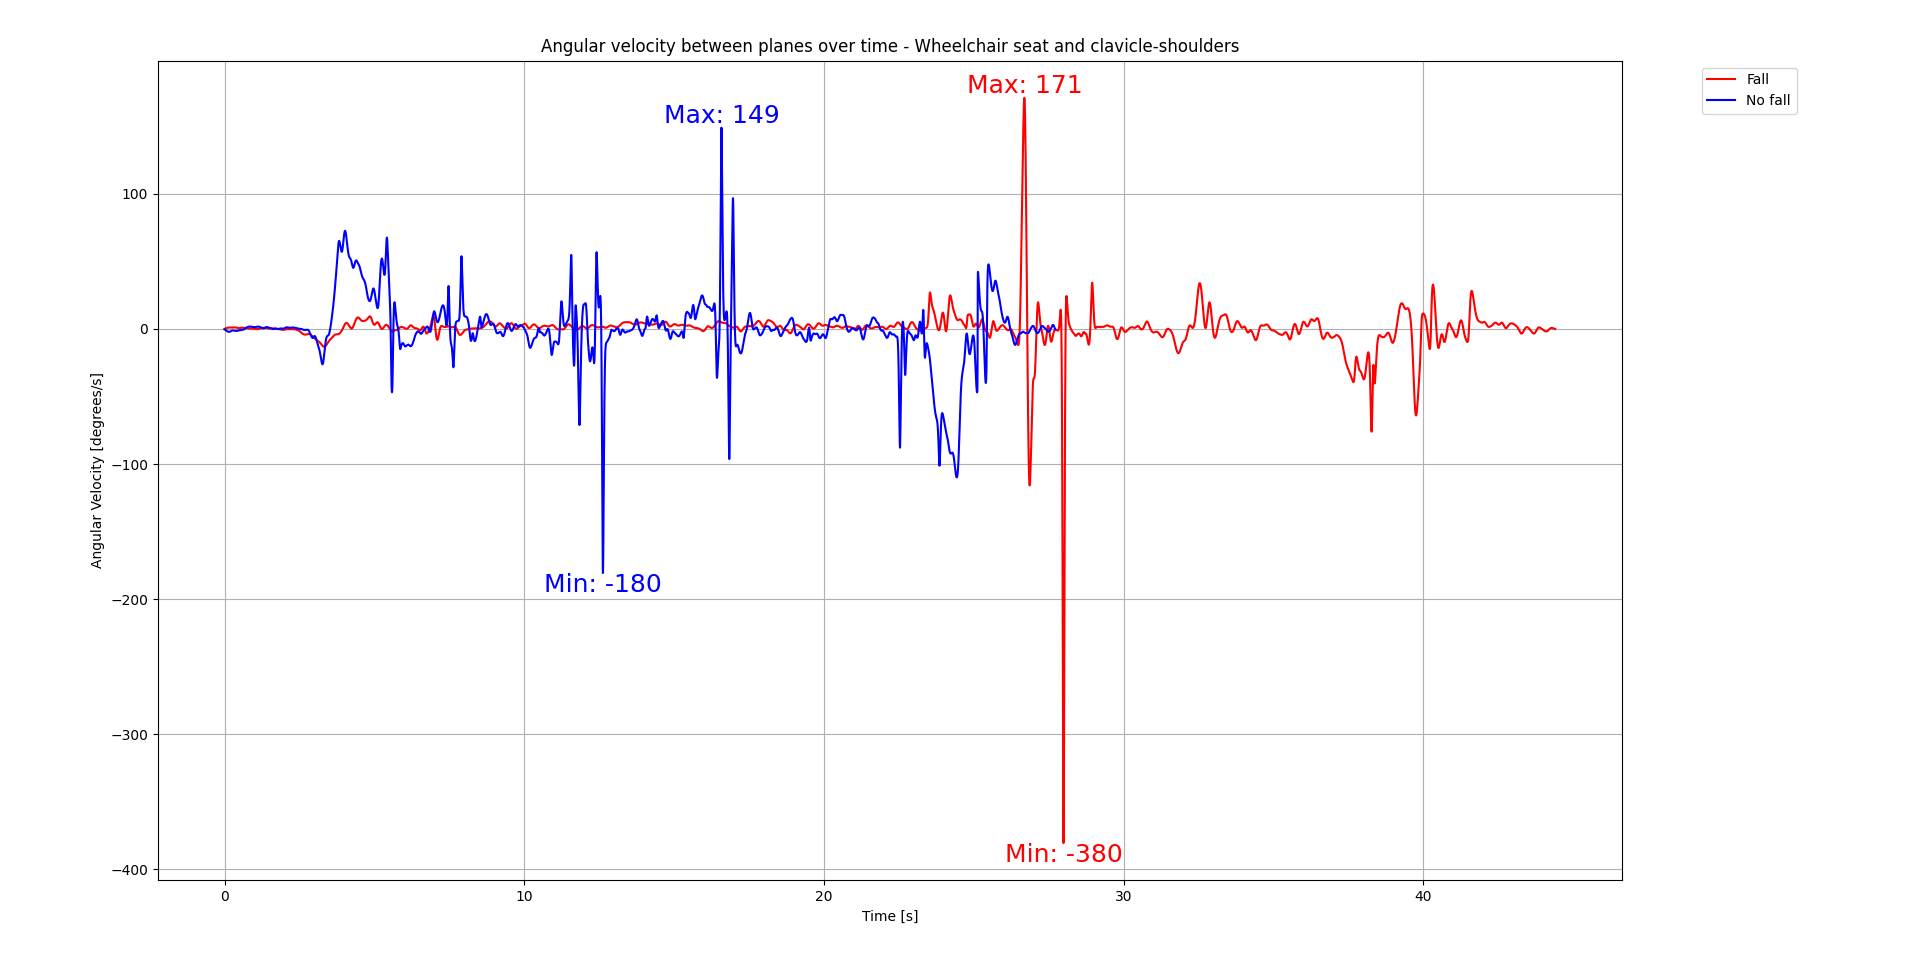 Angular velocity between planes over time - Wheelchair seat and clavicle-shoulders
Fall
No fall
Max: 171
Max: 149
Min: -180
Min: -380
Angular Velocity [degrees/s]
100
0
−100
−200
−300
−400
0 10 20 30 40
Time [s]